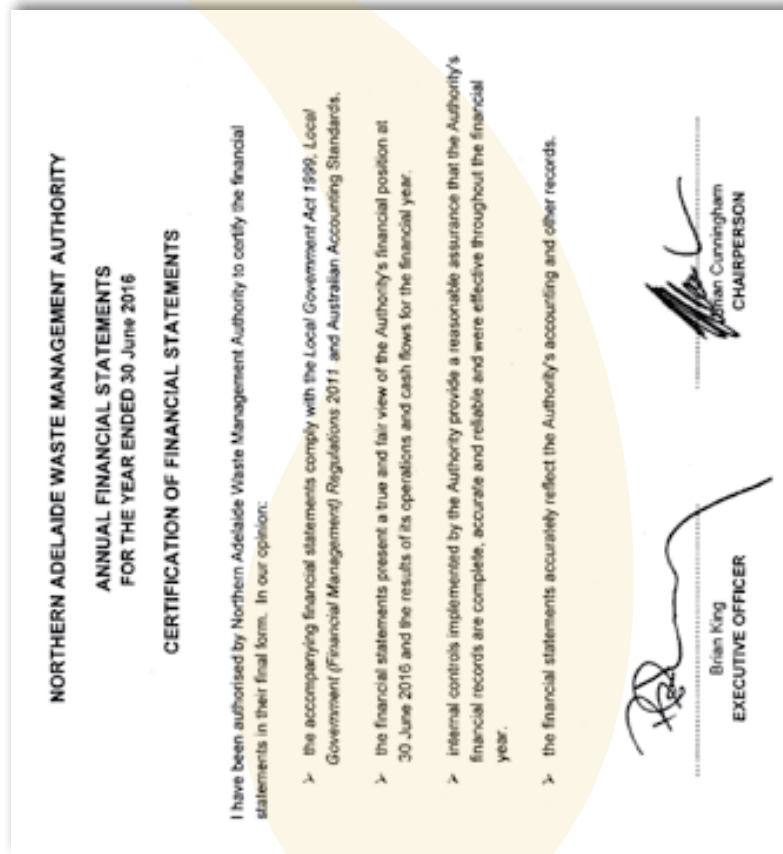 NORTHERN ADELAIDE WASTE MANAGEMENT AUTHORITY
ANNUAL FINANCIAL STATEMENTS
FOR THE YEAR ENDED 30 June 2016
CERTIFICATION OF FINANCIAL STATEMENTS
I have been authorised by Northern Adelaide Waste Management Authority to certify the financial
statements in their final form. In our opinion:
➢ the accompanying financial statements comply with the Local Government Act 1999, Local
Government (Financial Management) Regulations 2011 and Australian Accounting Standards.
➢ the financial statements present a true and fair view of the Authority's financial position at
30 June 2016 and the results of its operations and cash flows for the financial year.
➢ internal controls implemented by the Authority provide a reasonable assurance that the Authority's
financial records are complete, accurate and reliable and were effective throughout the financial
year.
➢ the financial statements accurately reflect the Authority's accounting and other records.
Brian King
EXECUTIVE OFFICER
Cunningham
CHAIRPERSON